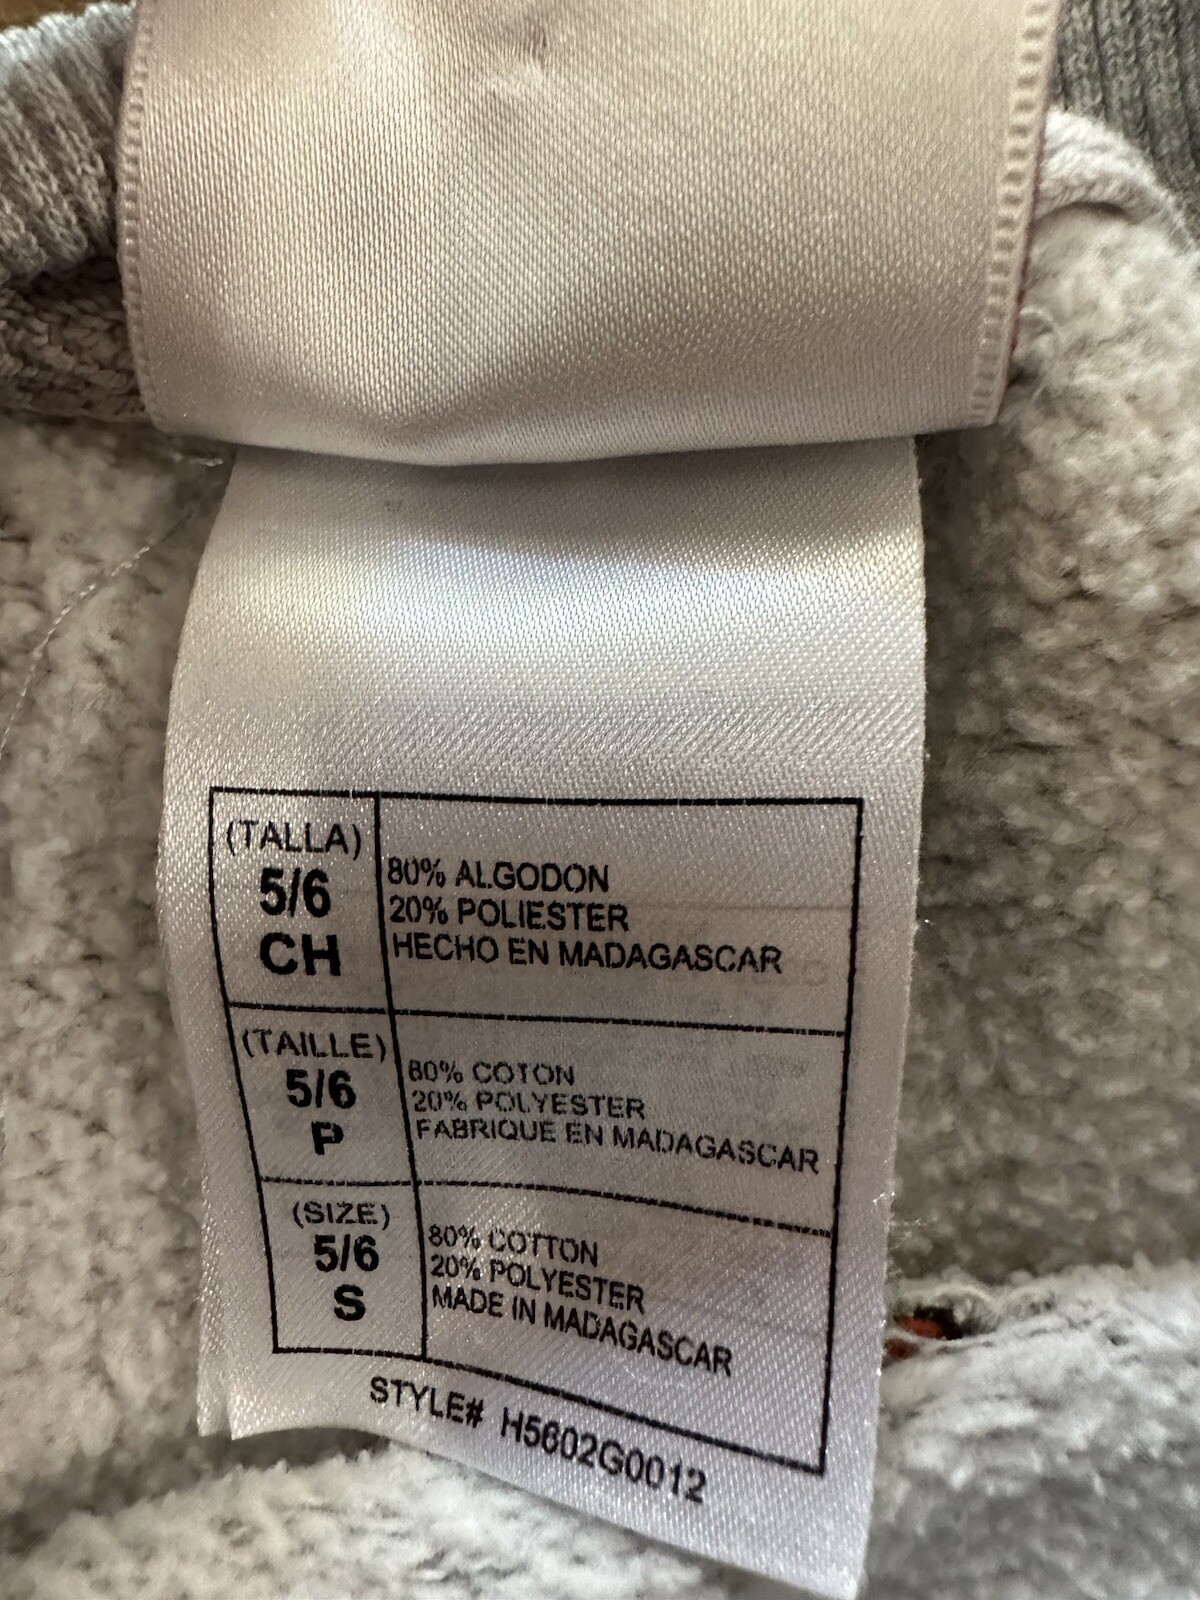 (TALLA)
5/6
CH
80% ALGODON
20% POLIESTER
HECHO EN MADAGASCAR
(TAILLE)
5/6
P
80% COTON
20% POLYESTER
FABRIQUE EN MADAGASCAR
(SIZE)
5/6
S
80% COTTON
20% POLYESTER
MADE IN MADAGASCAR
STYLE# H5602G0012